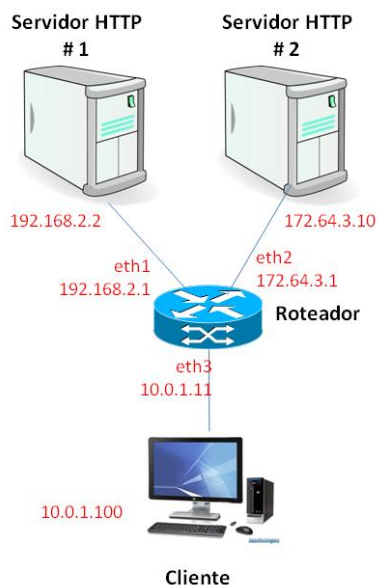 Servidor HTTP
# 1
Servidor HTTP
# 2
192.168.2.2
172.64.3.10
eth1
192.168.2.1
eth2
172.64.3.1
Roteador
eth3
10.0.1.11
10.0.1.100
Cliente